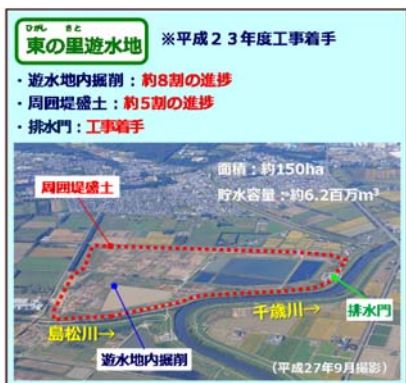 ひがし さと
東の里遊水地
※平成23年度工事着手
・遊水地内掘削：約8割の進捗
・周囲堤盛土：約5割の進捗
・排水門：工事着手
周囲堤盛土
面積：約150ha
貯水容量：約6.2百万m³
千歳川→
排水門
島松川→
遊水地内掘削
(平成27年9月撮影)